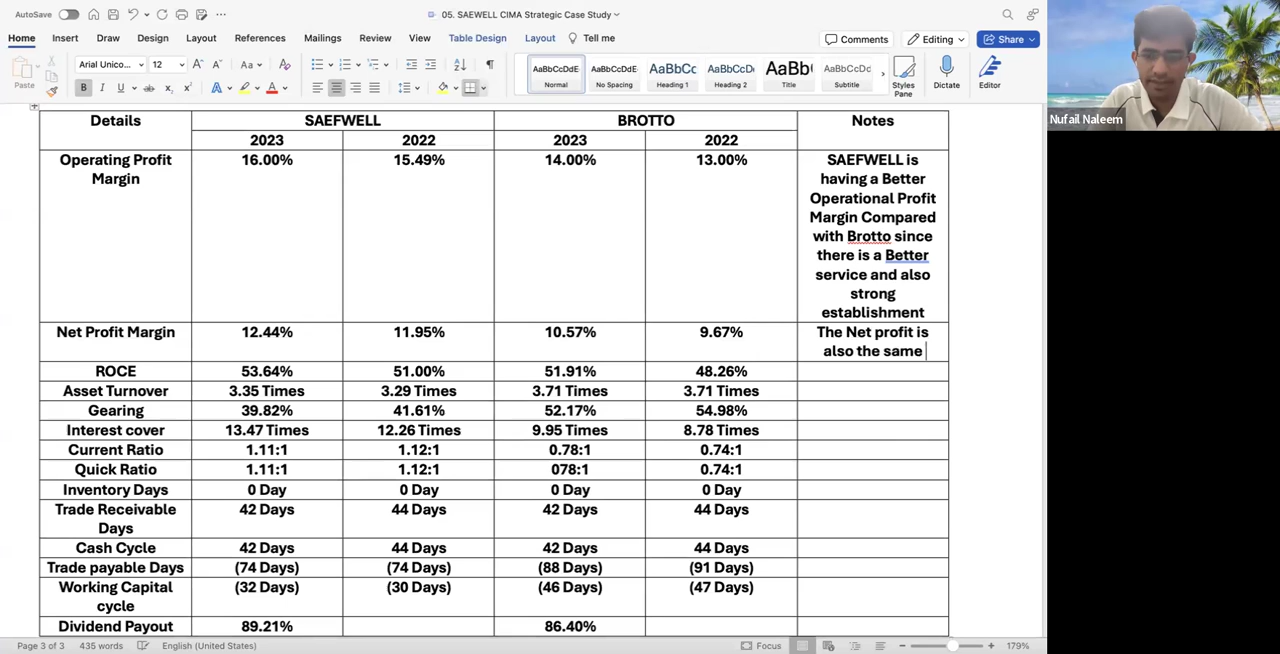 AutoSave
05. SAEWELL CIMA Strategic Case Study
Home Insert Draw Design Layout References Mailings Review View Table Design Layout Tell me
Comments Editing Share
Paste
Arial Unico... 12
AaBbCcDdE Normal
AaBbCcDdE No Spacing
AaBbCc Heading 1
AaBbCcD Heading 2
AaBb Title
AaBbCcD Subtitle
Styles Pane
Dictate
Editor
Nufail Naleem
Details SAEFWELL BROTTO Notes
2023 2022 2023 2022
Operating Profit Margin 16.00% 15.49% 14.00% 13.00%
SAEFWELL is
having a Better
Operational Profit
Margin Compared
with Brotto since
there is a Better
service and also
strong
establishment
Net Profit Margin 12.44% 11.95% 10.57% 9.67%
The Net profit is
also the same
ROCE 53.64% 51.00% 51.91% 48.26%
Asset Turnover 3.35 Times 3.29 Times 3.71 Times 3.71 Times
Gearing 39.82% 41.61% 52.17% 54.98%
Interest cover 13.47 Times 12.26 Times 9.95 Times 8.78 Times
Current Ratio 1.11:1 1.12:1 0.78:1 0.74:1
Quick Ratio 1.11:1 1.12:1 078:1 0.74:1
Inventory Days 0 Day 0 Day 0 Day 0 Day
Trade Receivable Days 42 Days 44 Days 42 Days 44 Days
Cash Cycle 42 Days 44 Days 42 Days 44 Days
Trade payable Days (74 Days) (74 Days) (88 Days) (91 Days)
Working Capital cycle (32 Days) (30 Days) (46 Days) (47 Days)
Dividend Payout 89.21% 86.40%
Page 3 of 3 435 words English (United States) Focus 179%